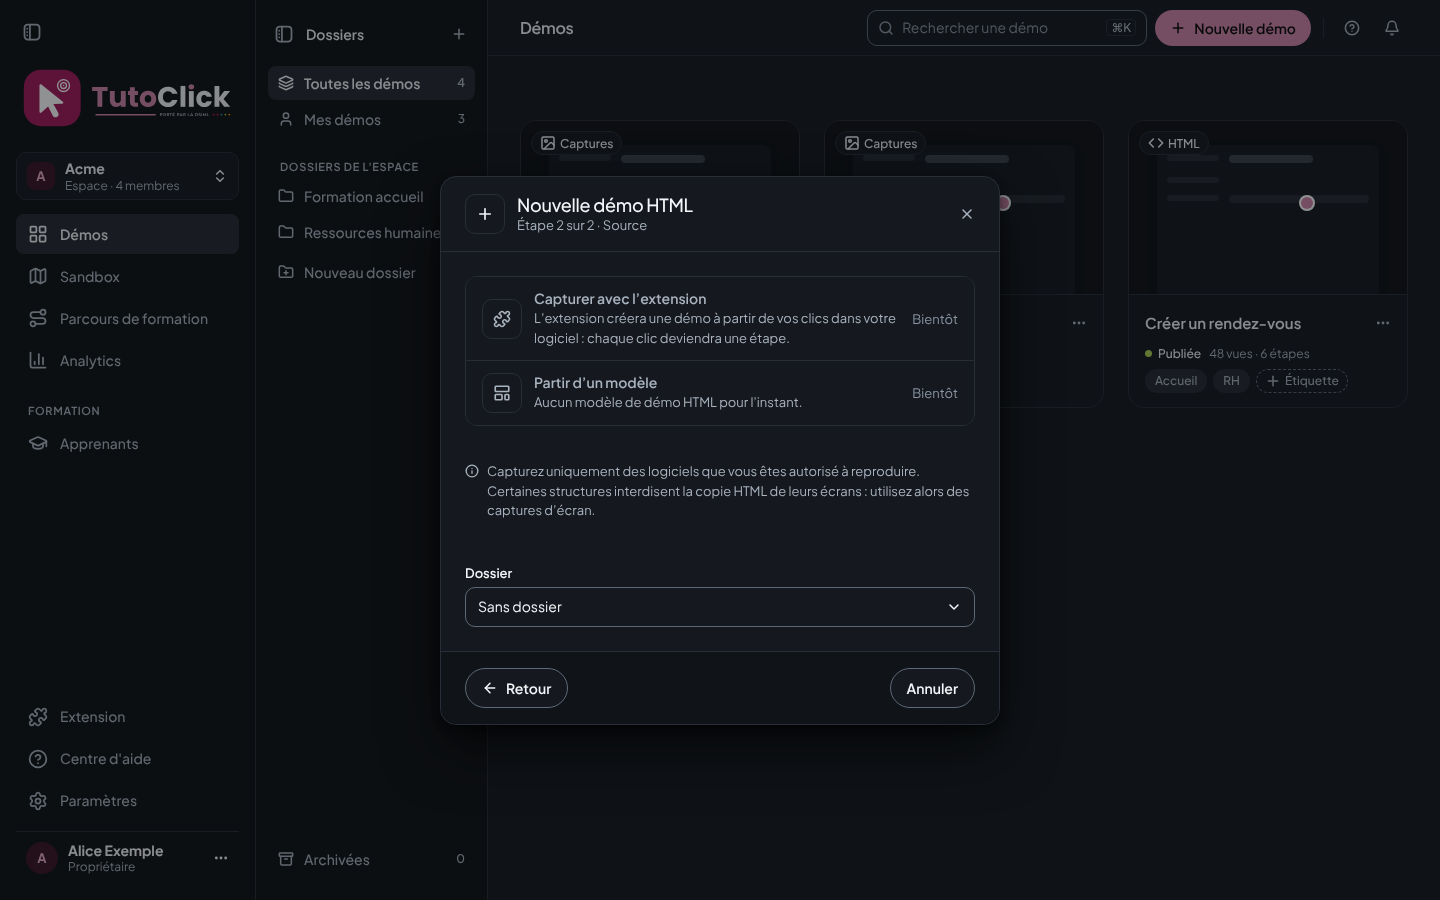 TutoClick
PORTÉ PAR LA DSIML
Acme
A
Espace · 4 membres
Démos
Sandbox
Parcours de formation
Analytics
FORMATION
Apprenants
Extension
Centre d'aide
Paramètres
A
Alice Exemple
Propriétaire
Dossiers
Toutes les démos 4
Mes démos 3
DOSSIERS DE L'ESPACE
Formation accueil
Ressources humaine
Nouveau dossier
Archivées 0
Démos
Rechercher une démo ⌘K
Nouvelle démo
Captures
Captures
HTML
Créer un rendez-vous
Publiée 48 vues · 6 étapes
Accueil RH Étiquette
Nouvelle démo HTML
Étape 2 sur 2 · Source
Capturer avec l’extension
L’extension créera une démo à partir de vos clics dans votre
logiciel : chaque clic deviendra une étape.
Bientôt
Partir d’un modèle
Aucun modèle de démo HTML pour l’instant.
Bientôt
Capturez uniquement des logiciels que vous êtes autorisé à reproduire.
Certaines structures interdisent la copie HTML de leurs écrans : utilisez alors des
captures d’écran.
Dossier
Sans dossier
Retour
Annuler